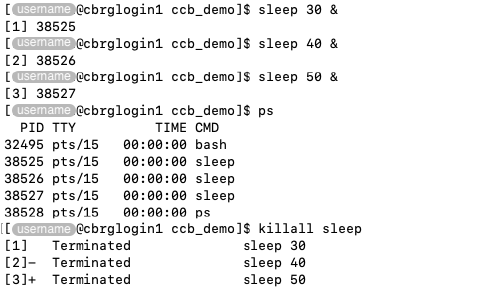 [username@cbrglogin1 ccb_demo]$ sleep 30 &
[1] 38525
[username@cbrglogin1 ccb_demo]$ sleep 40 &
[2] 38526
[username@cbrglogin1 ccb_demo]$ sleep 50 &
[3] 38527
[username@cbrglogin1 ccb_demo]$ ps
  PID TTY          TIME CMD
32495 pts/15   00:00:00 bash
38525 pts/15   00:00:00 sleep
38526 pts/15   00:00:00 sleep
38527 pts/15   00:00:00 sleep
38528 pts/15   00:00:00 ps
[username@cbrglogin1 ccb_demo]$ killall sleep
[1]   Terminated              sleep 30
[2]-  Terminated              sleep 40
[3]+  Terminated              sleep 50